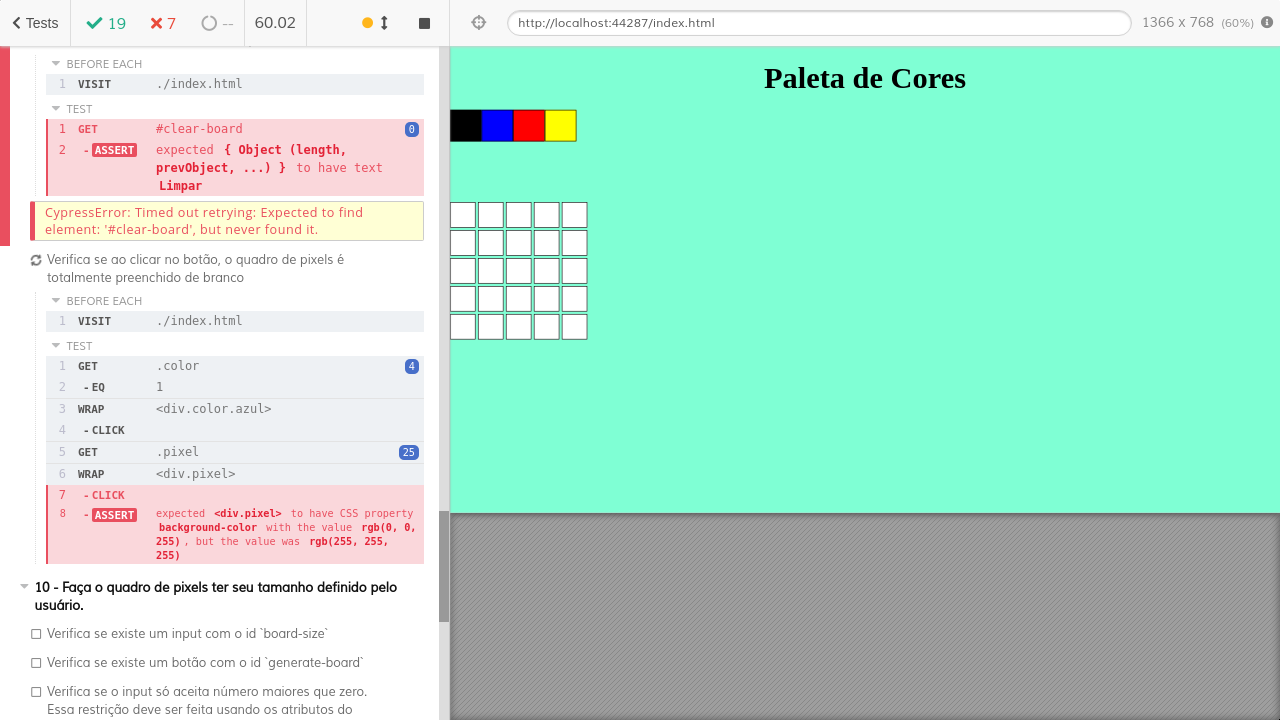 Tests 19 7 -- 60.02 http://localhost:44287/index.html 1366 x 768 (60%)
BEFORE EACH
1 VISIT ./index.html
TEST
1 GET #clear-board 0
2 - ASSERT expected { Object (length,
prevObject, ...) } to have text
Limpar
CypressError: Timed out retrying: Expected to find
element: '#clear-board', but never found it.
Verifica se ao clicar no botão, o quadro de pixels é
totalmente preenchido de branco
BEFORE EACH
1 VISIT ./index.html
TEST
1 GET .color 4
2 - EQ 1
3 WRAP <div.color.azul>
4 - CLICK
5 GET .pixel 25
6 WRAP <div.pixel>
7 - CLICK
8 - ASSERT expected <div.pixel> to have CSS property
background-color with the value rgb(0, 0,
255) , but the value was rgb(255, 255,
255)
10 - Faça o quadro de pixels ter seu tamanho definido pelo
usuário.
Verifica se existe um input com o id `board-size`
Verifica se existe um botão com o id `generate-board`
Verifica se o input só aceita número maiores que zero.
Essa restrição deve ser feita usando os atributos do
Paleta de Cores